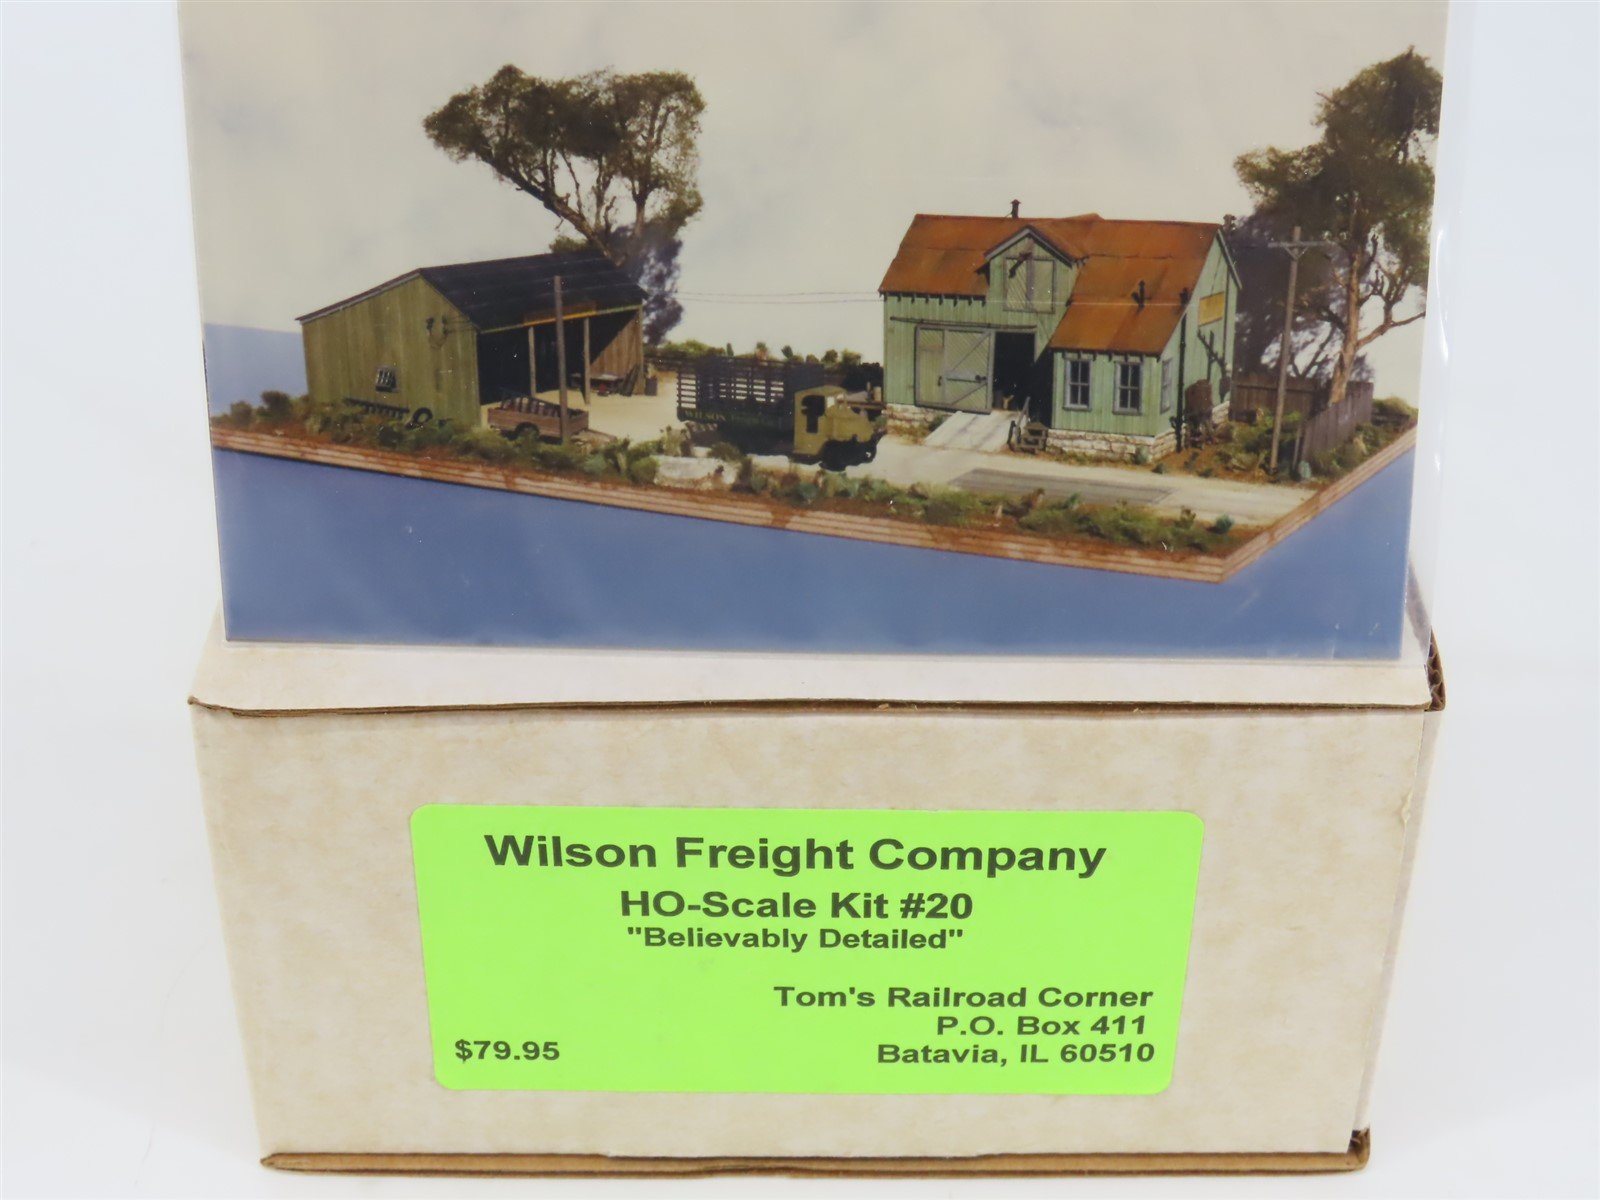 WILSON
Wilson Freight Company
HO-Scale Kit #20
"Believably Detailed"
Tom's Railroad Corner
P.O. Box 411
$79.95
Batavia, IL 60510